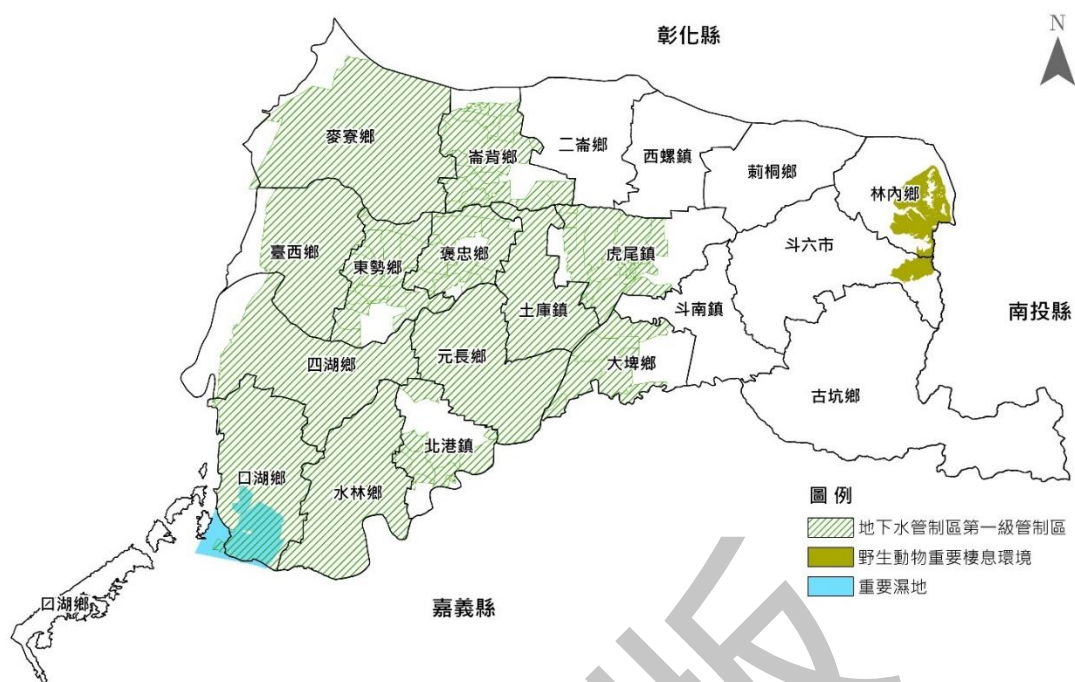 彰化縣
N
麥寮鄉
崙背鄉
二崙鄉
西螺鎮
莿桐鄉
林內鄉
臺西鄉
東勢鄉
褒忠鄉
虎尾鎮
斗六市
土庫鎮
斗南鎮
南投縣
四湖鄉
元長鄉
大埤鄉
古坑鄉
北港鎮
口湖鄉
水林鄉
圖例
地下水管制區第一級管制區
野生動物重要棲息環境
重要濕地
口湖鄉
嘉義縣
版